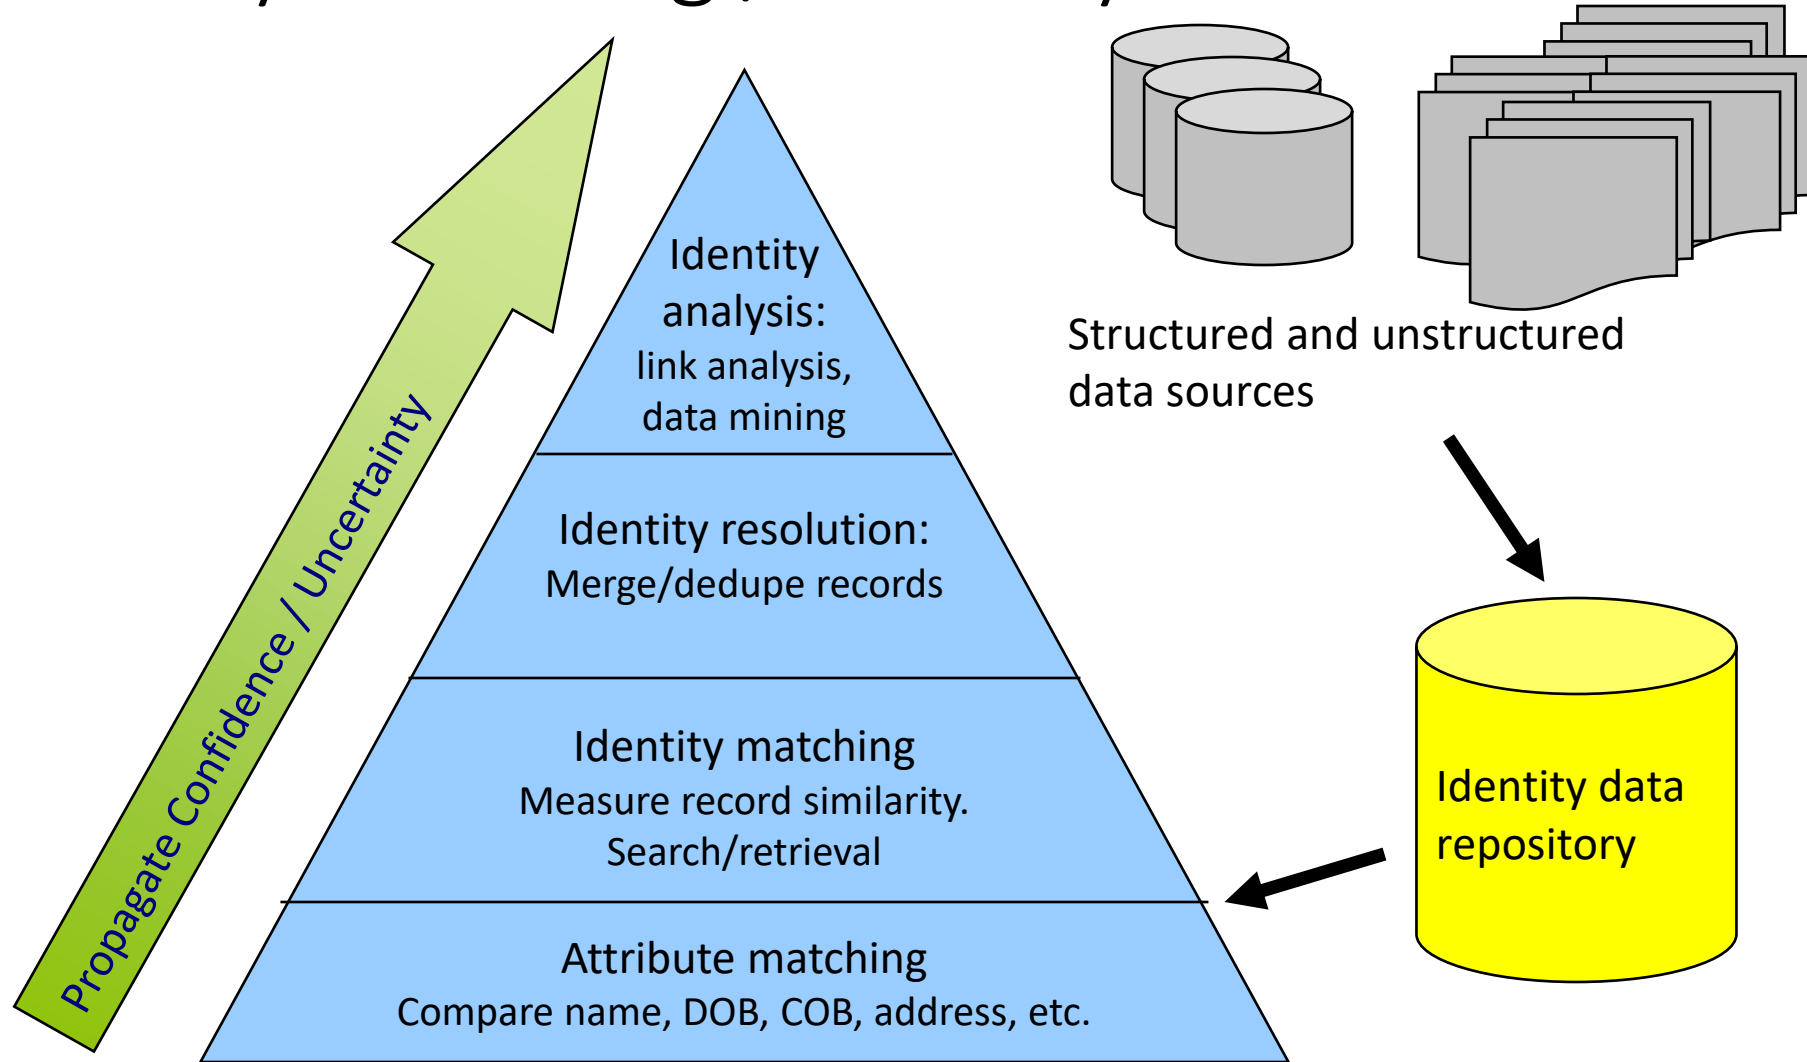 Identity
analysis:
link analysis,
data mining
Identity resolution:
Merge/dedupe records
Identity matching
Measure record similarity.
Search/retrieval
Attribute matching
Compare name, DOB, COB, address, etc.
Propagate Confidence / Uncertainty
Structured and unstructured
data sources
Identity data
repository